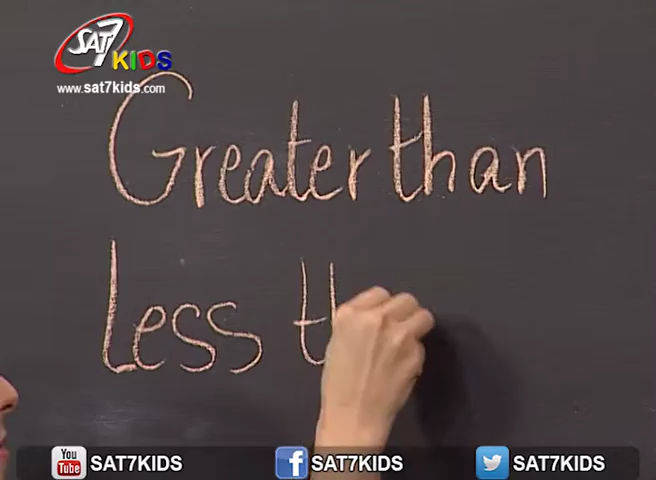 SAT7 KIDS
www.sat7kids.com
Greater than
Less th
You Tube SAT7KIDS f SAT7KIDS SAT7KIDS